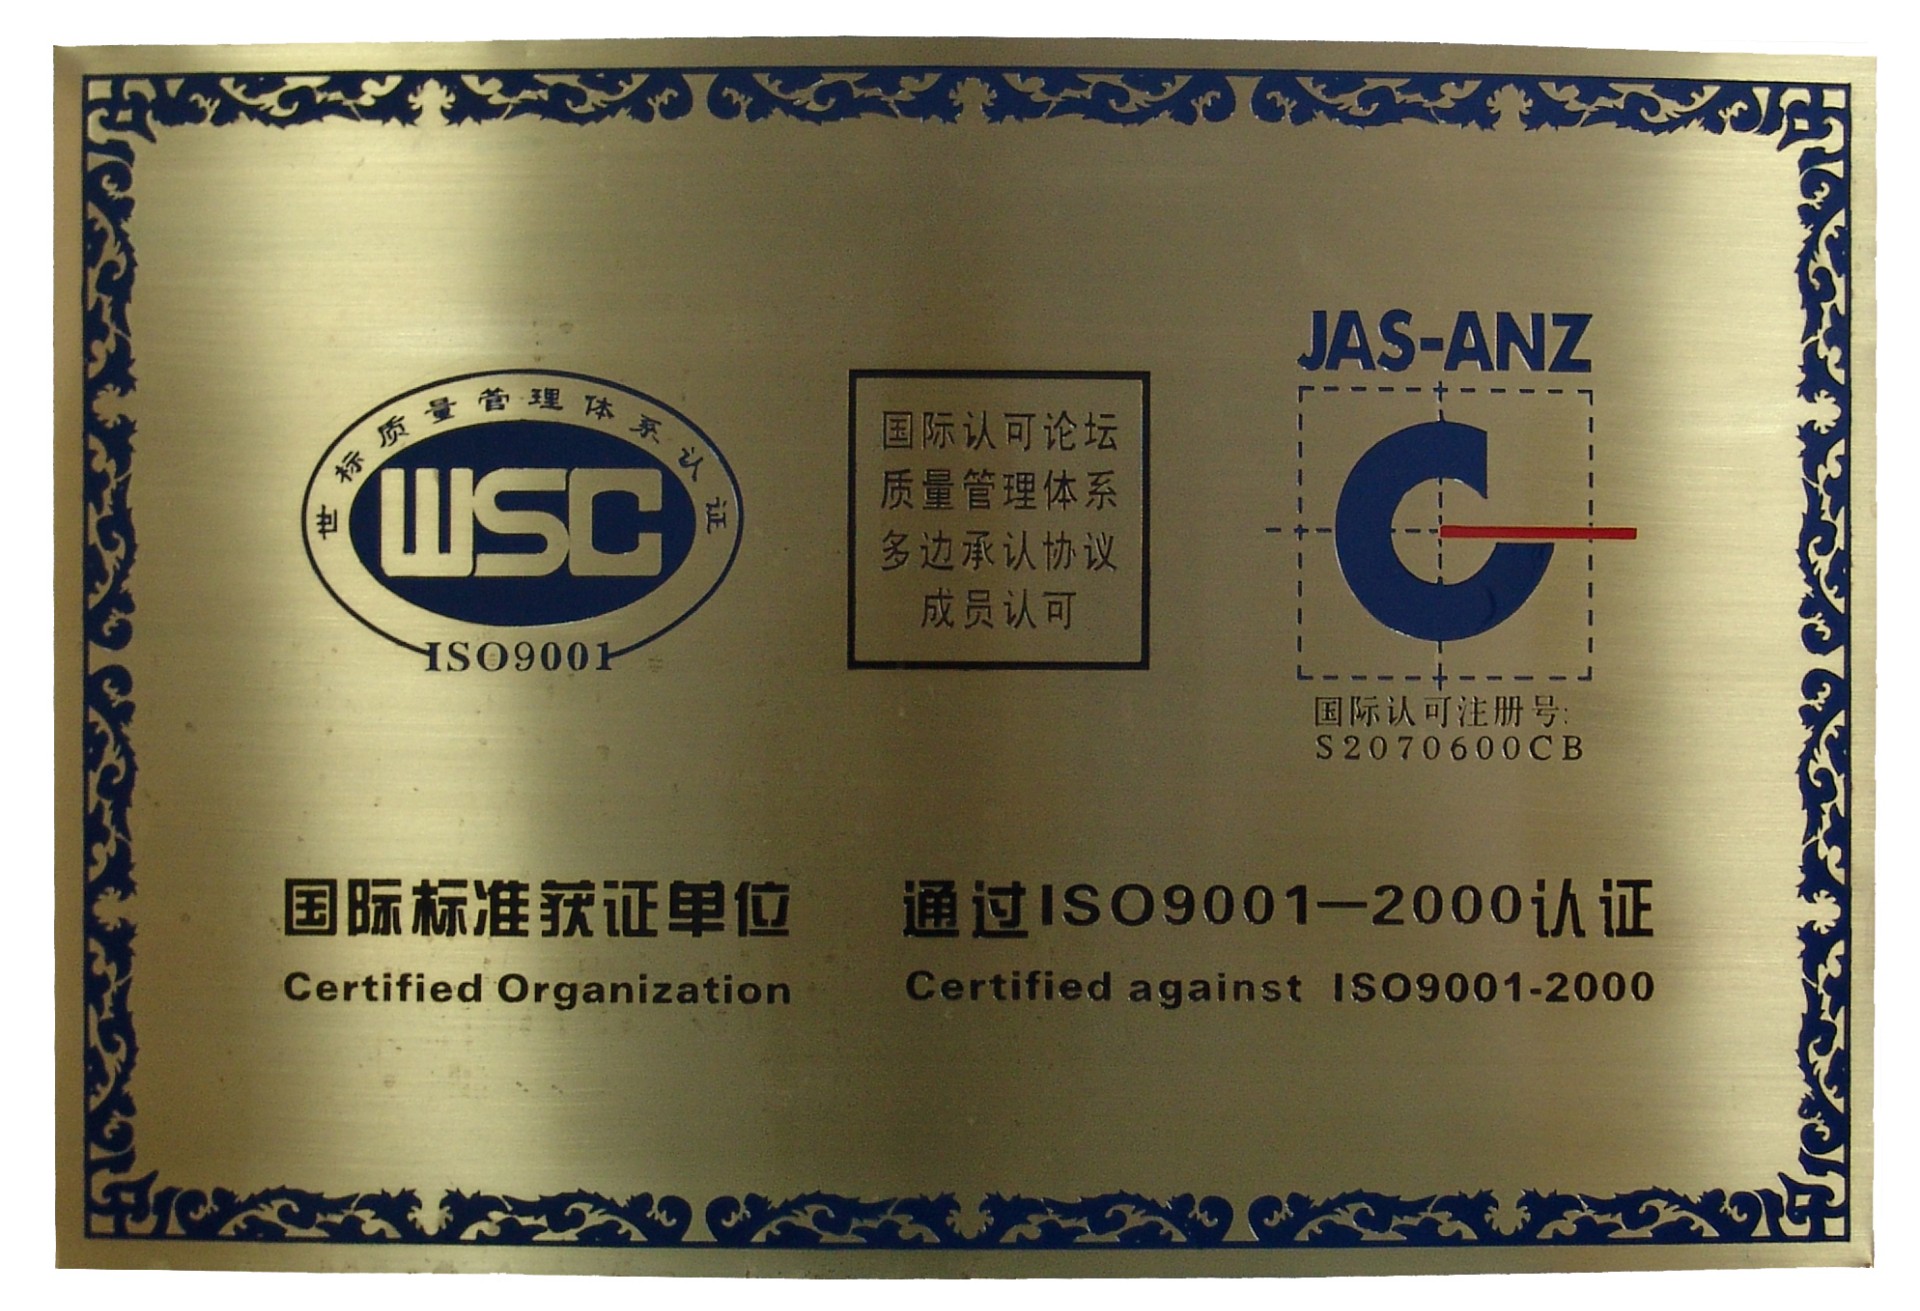 世标质量管理体系认证
WSC
ISO9001
国际认可论坛
质量管理体系
多边承认协议
成员认可
JAS-ANZ
国际认可注册号:
S2070600CB
国际标准获证单位
Certified Organization
通过ISO9001—2000认证
Certified against ISO9001-2000